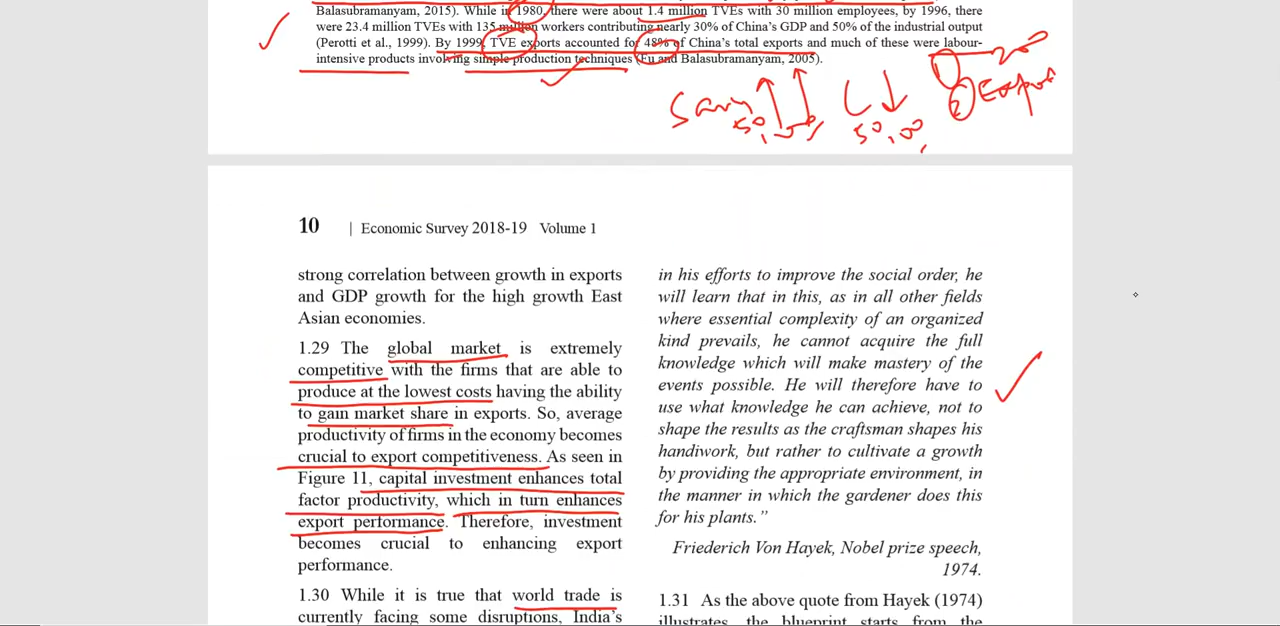 Balasubramanyam, 2015). While in 1980, there were about 1.4 million TVEs with 30 million employees, by 1996, there
were 23.4 million TVEs with 135 million workers contributing nearly 30% of China's GDP and 50% of the industrial output
(Perotti et al., 1999). By 1999, TVE exports accounted for 48% of China's total exports and much of these were labour-
intensive products involving simple production techniques (Fu and Balasubramanyam, 2005).
10 | Economic Survey 2018-19 Volume 1
strong correlation between growth in exports
and GDP growth for the high growth East
Asian economies.
1.29 The global market is extremely
competitive with the firms that are able to
produce at the lowest costs having the ability
to gain market share in exports. So, average
productivity of firms in the economy becomes
crucial to export competitiveness. As seen in
Figure 11, capital investment enhances total
factor productivity, which in turn enhances
export performance. Therefore, investment
becomes crucial to enhancing export
performance.
1.30 While it is true that world trade is
currently facing some disruptions, India's
in his efforts to improve the social order, he
will learn that in this, as in all other fields
where essential complexity of an organized
kind prevails, he cannot acquire the full
knowledge which will make mastery of the
events possible. He will therefore have to
use what knowledge he can achieve, not to
shape the results as the craftsman shapes his
handiwork, but rather to cultivate a growth
by providing the appropriate environment, in
the manner in which the gardener does this
for his plants."
Friederich Von Hayek, Nobel prize speech,
1974.
1.31 As the above quote from Hayek (1974)
illustrates, the blueprint starts from the